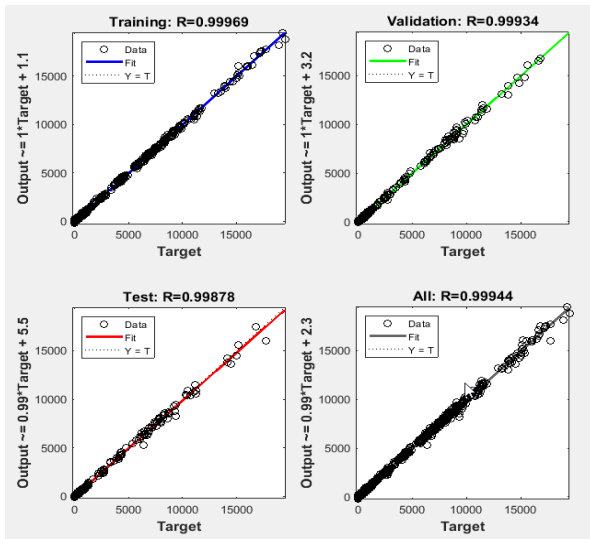 Training: R=0.99969
Data
Fit
Y = T
Output ~= 1*Target + 1.1
15000
10000
5000
0
0 5000 10000 15000
Target
Validation: R=0.99934
Data
Fit
Y = T
Output ~= 1*Target + 3.2
15000
10000
5000
0
0 5000 10000 15000
Target
Test: R=0.99878
Data
Fit
Y = T
Output ~= 0.99*Target + 5.5
15000
10000
5000
0
0 5000 10000 15000
Target
All: R=0.99944
Data
Fit
Y = T
Output ~= 0.99*Target + 2.3
15000
10000
5000
0
0 5000 10000 15000
Target